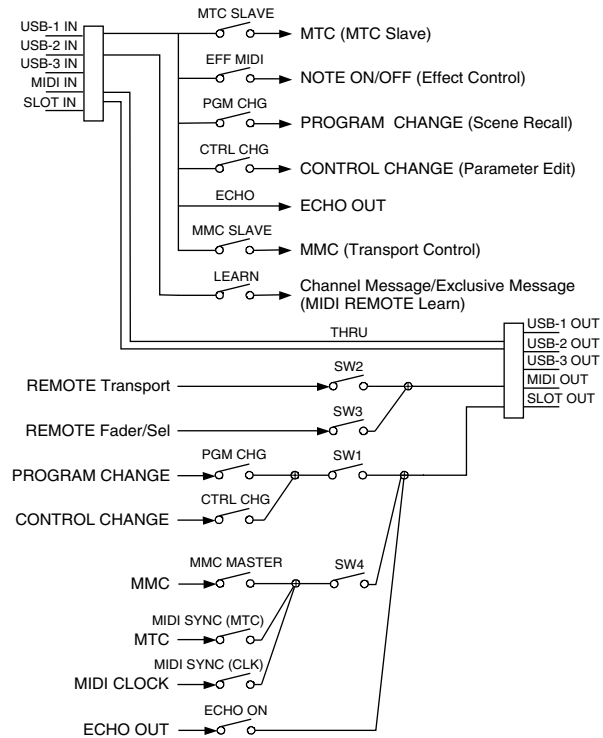 USB-1 IN
USB-2 IN
USB-3 IN
MIDI IN
SLOT IN
MTC SLAVE
MTC (MTC Slave)
EFF MIDI
NOTE ON/OFF (Effect Control)
PGM CHG
PROGRAM CHANGE (Scene Recall)
CTRL CHG
CONTROL CHANGE (Parameter Edit)
ECHO
ECHO OUT
MMC SLAVE
MMC (Transport Control)
LEARN
Channel Message/Exclusive Message
(MIDI REMOTE Learn)
THRU
USB-1 OUT
USB-2 OUT
USB-3 OUT
MIDI OUT
SLOT OUT
REMOTE Transport
SW2
REMOTE Fader/Sel
SW3
PROGRAM CHANGE
PGM CHG
SW1
CONTROL CHANGE
CTRL CHG
MMC
MMC MASTER
SW4
MTC
MIDI SYNC (MTC)
MIDI CLOCK
MIDI SYNC (CLK)
ECHO OUT
ECHO ON